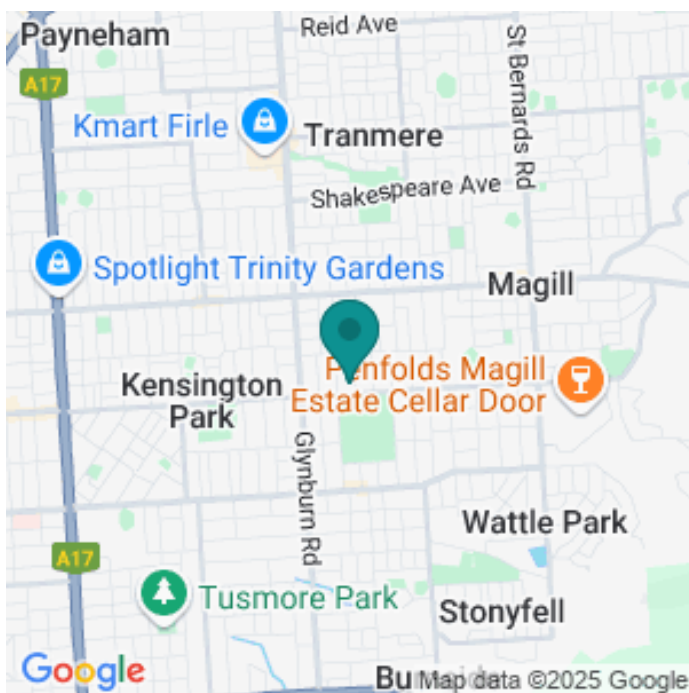 Payneham
Reid Ave
St Bernards Rd
A17
Kmart Firle
Tranmere
Shakespeare Ave
Spotlight Trinity Gardens
Magill
Penfolds Magill
Estate Cellar Door
Kensington
Park
Glynburn Rd
Wattle Park
A17
Tusmore Park
Stonyfell
Google
Map data ©2025 Google